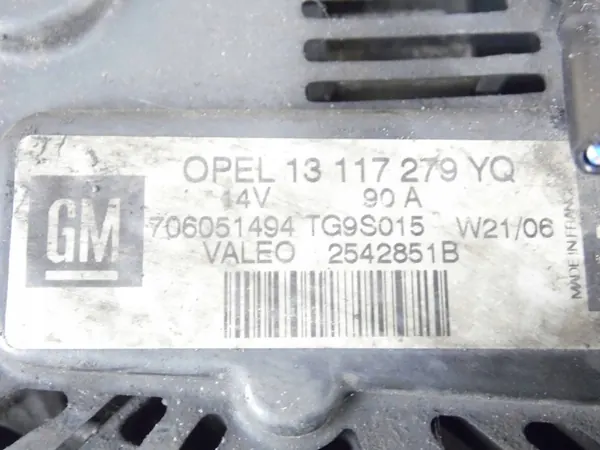 OPEL 13 117 279 YQ
14V 90 A
GM
706051494 TG9S015 W21/06
VALEO 2542851B
MADE IN FRANCE